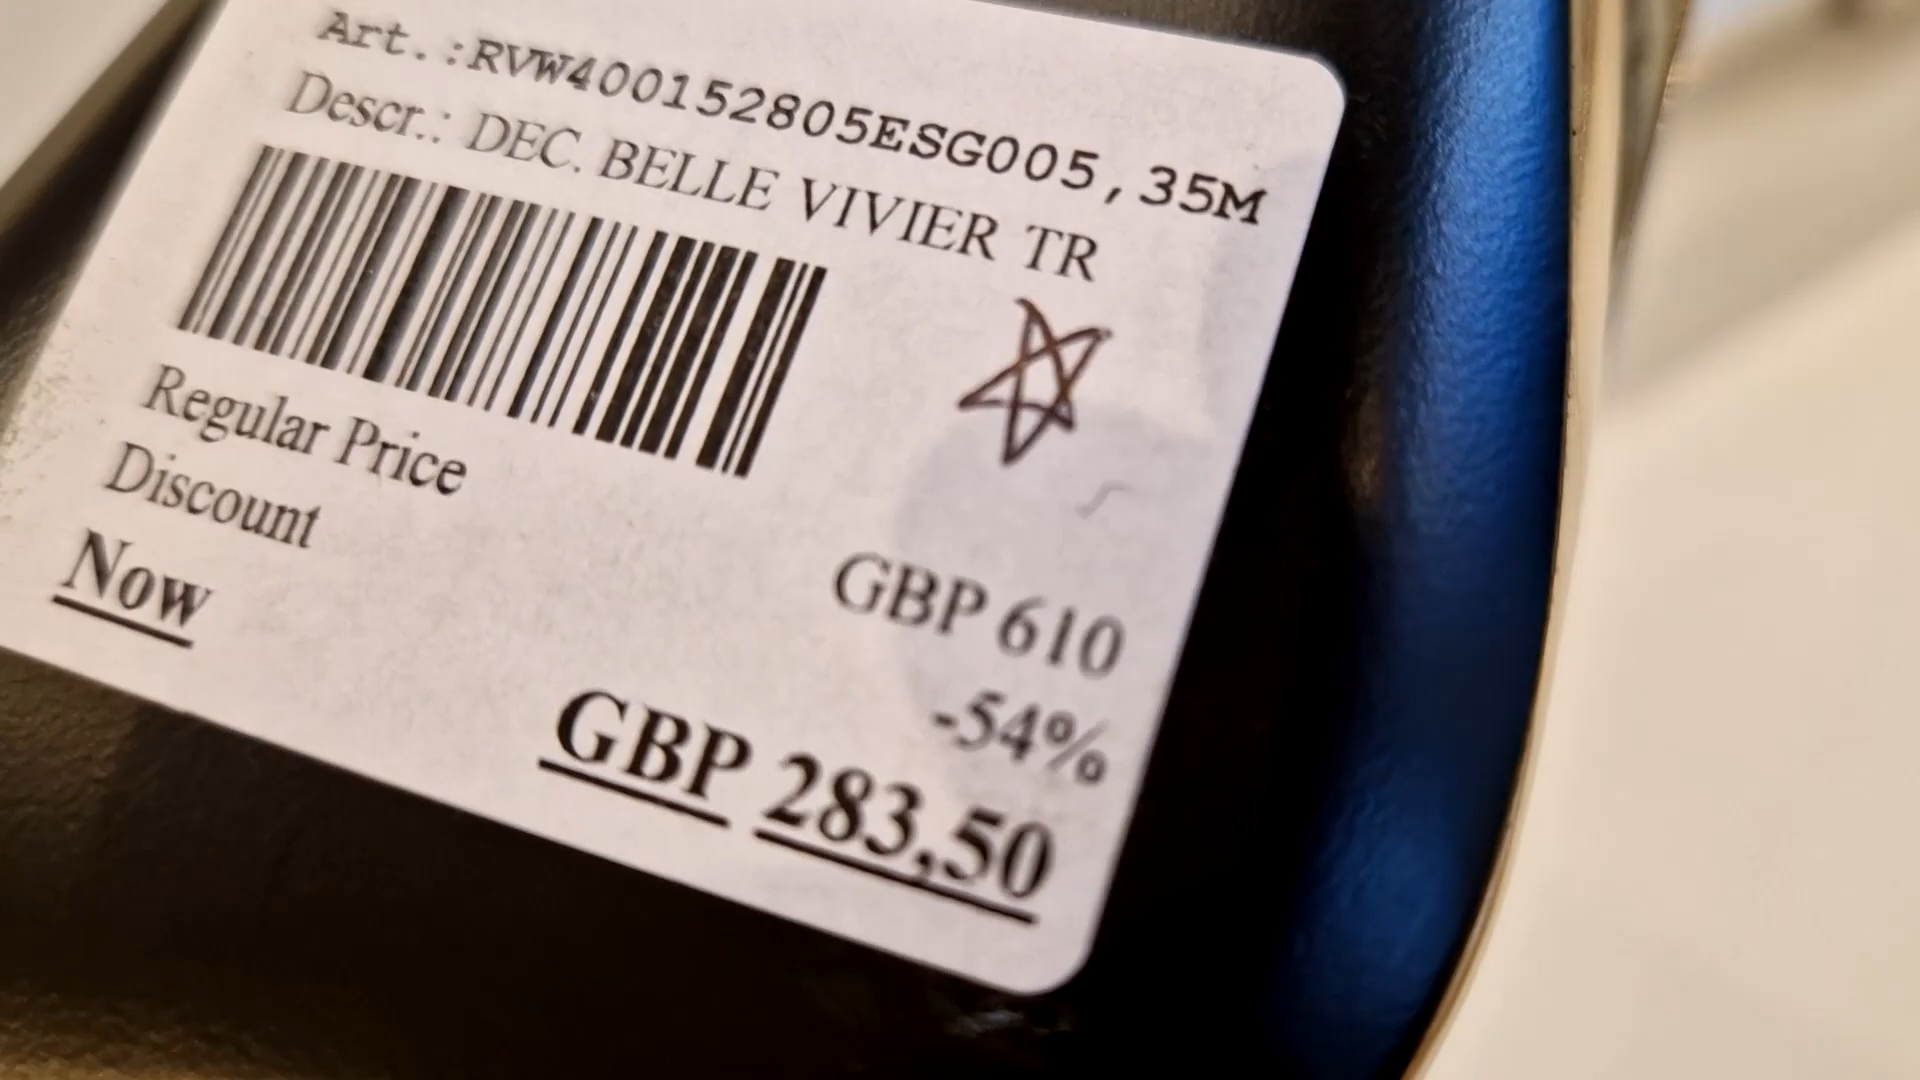 Art.:RVW400152805ESG005,35M
Descr.: DEC. BELLE VIVIER TR
Regular Price GBP 610
Discount -54%
Now GBP 283,50